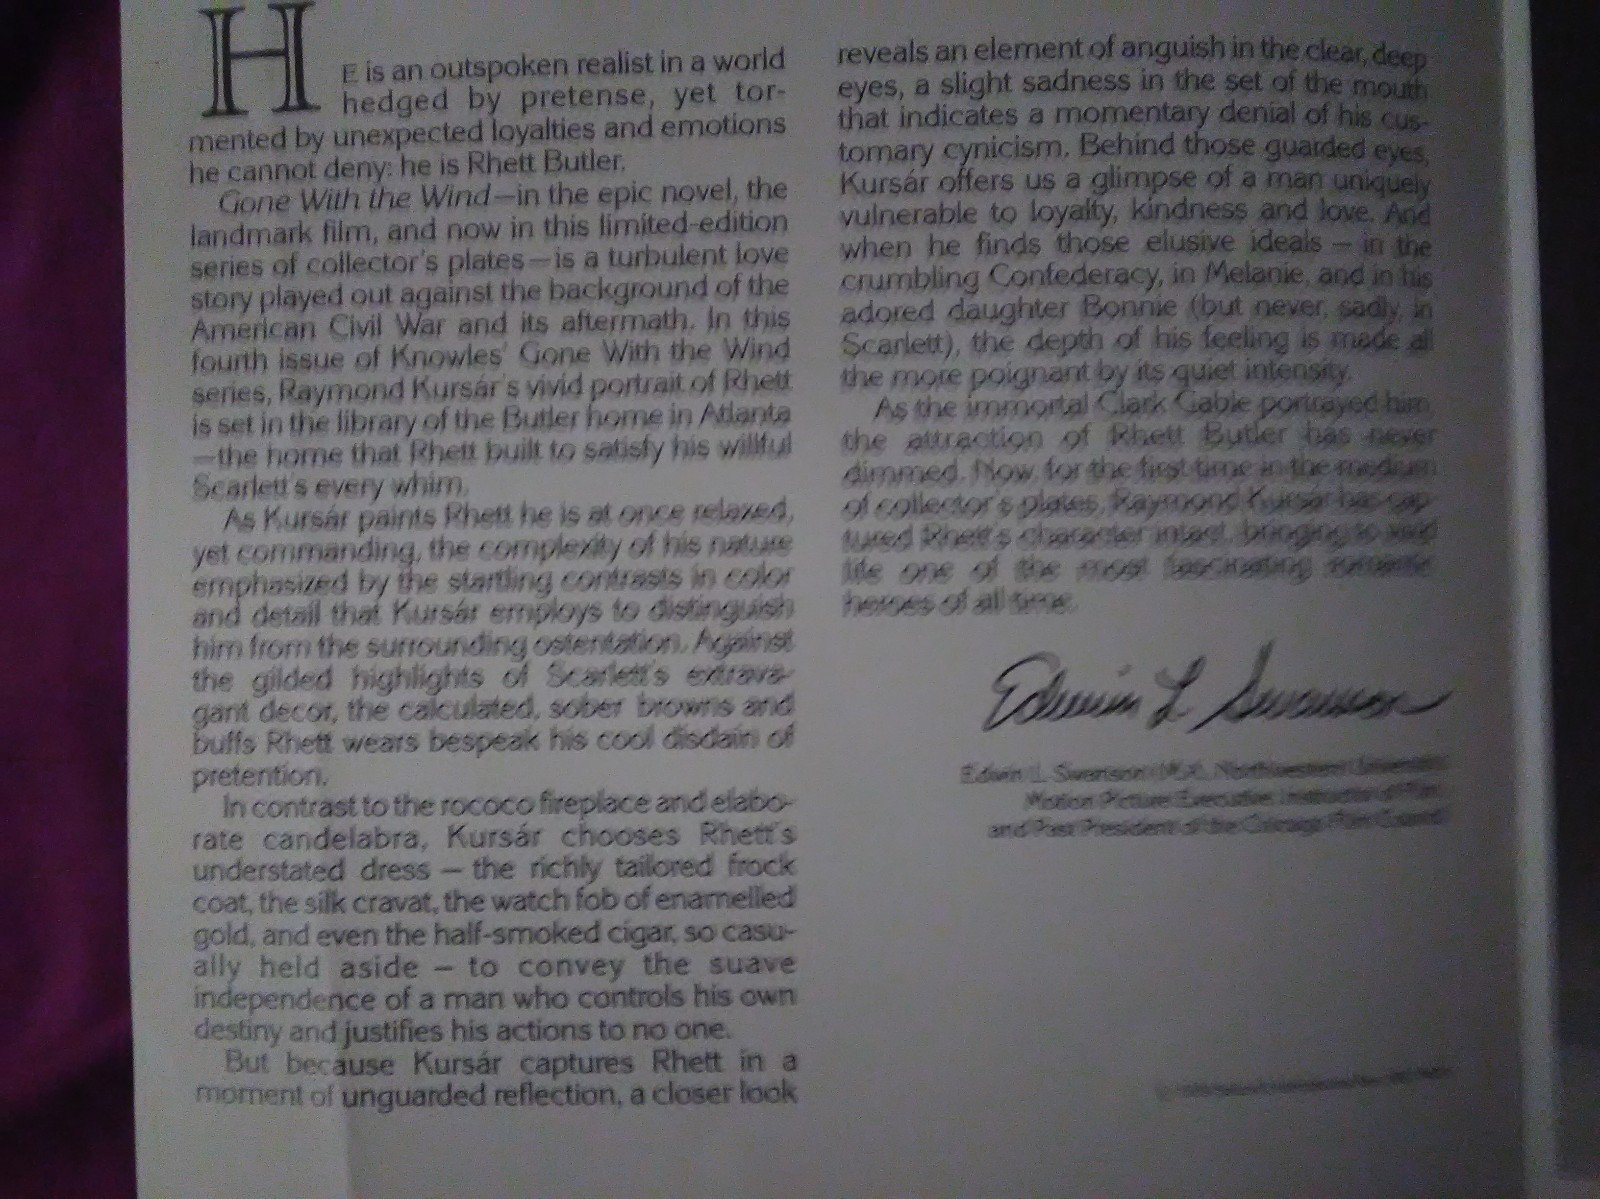 HE is an outspoken realist in a world
hedged by pretense, yet tor-
mented by unexpected loyalties and emotions
he cannot deny: he is Rhett Butler.
Gone With the Wind—in the epic novel, the
landmark film, and now in this limited-edition
series of collector's plates—is a turbulent love
story played out against the background of the
American Civil War and its aftermath. In this
fourth issue of Knowles' Gone With the Wind
series, Raymond Kursár's vivid portrait of Rhett
is set in the library of the Butler home in Atlanta
—the home that Rhett built to satisfy his willful
Scarlett's every whim.
As Kursár paints Rhett he is at once relaxed,
yet commanding, the complexity of his nature
emphasized by the startling contrasts in color
and detail that Kursár employs to distinguish
him from the surrounding ostentation. Against
the gilded highlights of Scarlett's extrava-
gant decor, the calculated, sober browns and
buffs Rhett wears bespeak his cool disdain of
pretention.
In contrast to the rococo fireplace and elabo-
rate candelabra, Kursár chooses Rhett's
understated dress – the richly tailored frock
coat, the silk cravat, the watch fob of enamelled
gold, and even the half-smoked cigar, so casu-
ally held aside – to convey the suave
independence of a man who controls his own
destiny and justifies his actions to no one.
But because Kursár captures Rhett in a
moment of unguarded reflection, a closer look
reveals an element of anguish in the clear, deep
eyes, a slight sadness in the set of the mouth
that indicates a momentary denial of his cus-
tomary cynicism. Behind those guarded eyes,
Kursár offers us a glimpse of a man uniquely
vulnerable to loyalty, kindness and love. And
when he finds those elusive ideals – in the
crumbling Confederacy, in Melanie, and in his
adored daughter Bonnie (but never, sadly, in
Scarlett), the depth of his feeling is made all
the more poignant by its quiet intensity.
As the immortal Clark Gable portrayed him,
the attraction of Rhett Butler has never
dimmed. Now, for the first time in the medium
of collector's plates, Raymond Kursár has cap-
tured Rhett's character intact, bringing to vivid
life one of the most fascinating romantic
heroes of all time.
Edwin L. Swanson
Edwin L. Swanson, M.A., Northwestern University
Motion Picture Executive, Instructor of Film,
and Past President of the Chicago Film Council